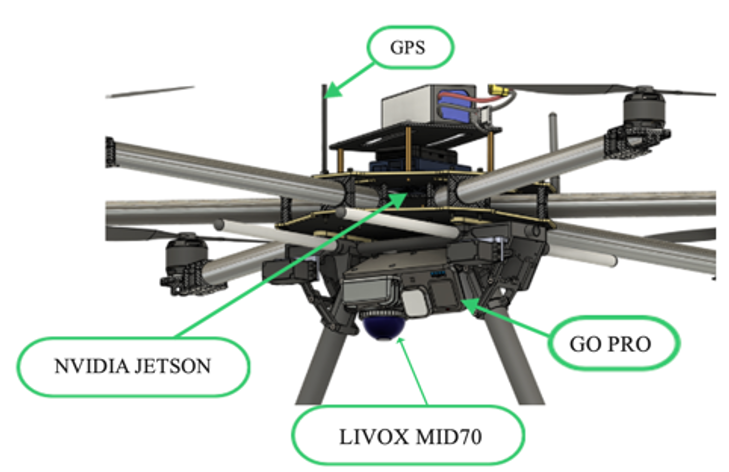 GPS
NVIDIA JETSON
GO PRO
LIVOX MID70